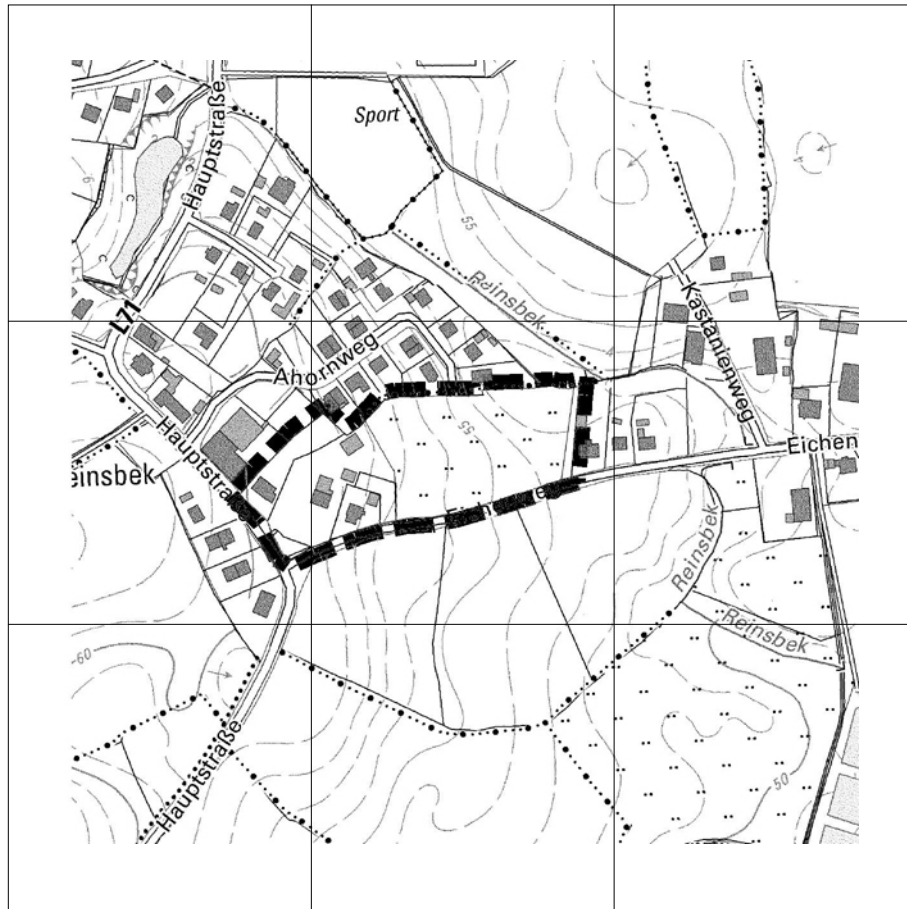 Sport
Hauptstraße
55
Reinsbek
Kastanienweg
L71
Ahornweg
Hauptstraße
55
Eichen
einsbek
Reinsbek
Reinsbek
60
Hauptstraße
50